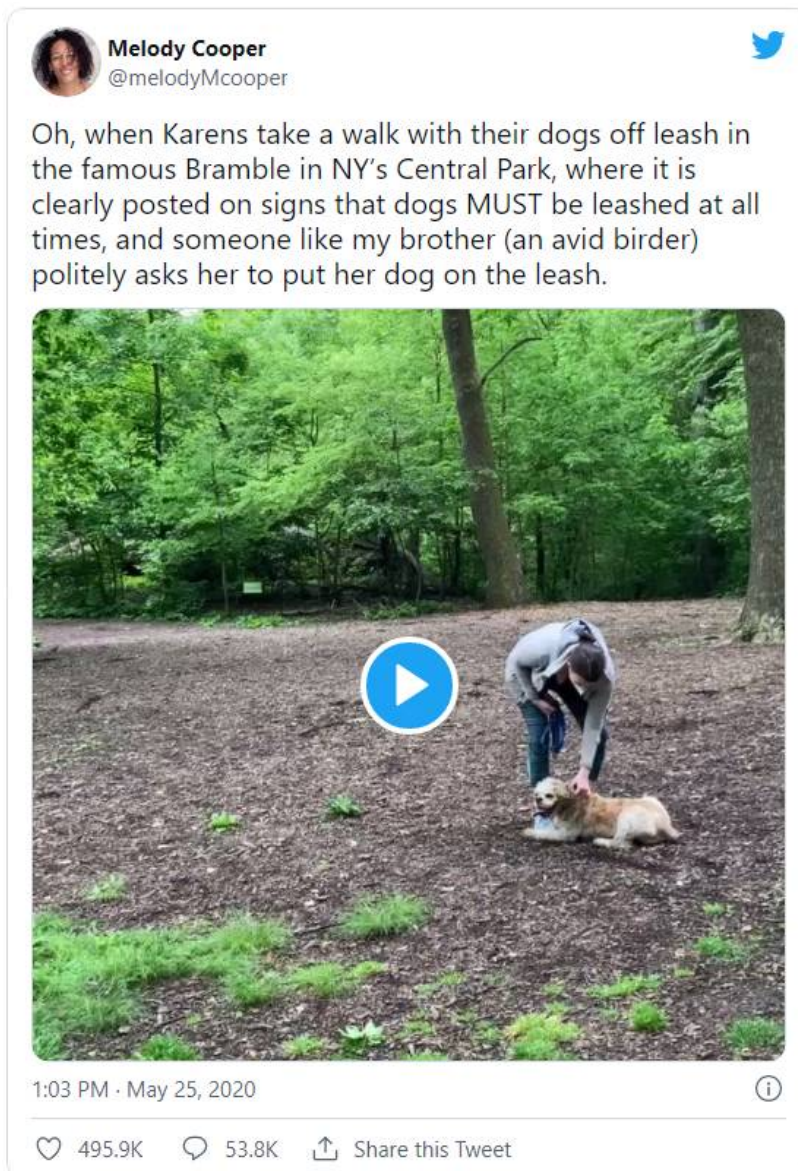 Melody Cooper
@melodyMcooper
Oh, when Karens take a walk with their dogs off leash in
the famous Bramble in NY’s Central Park, where it is
clearly posted on signs that dogs MUST be leashed at all
times, and someone like my brother (an avid birder)
politely asks her to put her dog on the leash.
1:03 PM · May 25, 2020
495.9K 53.8K Share this Tweet